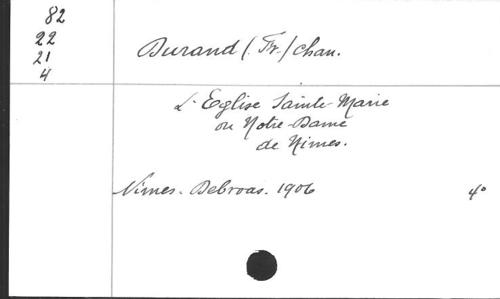 82
22
21
4
Durand (Fr.) chan.
L'Eglise Sainte-Marie
ou Notre-Dame
de Nimes.
Nimes. Debroas. 1906 4°